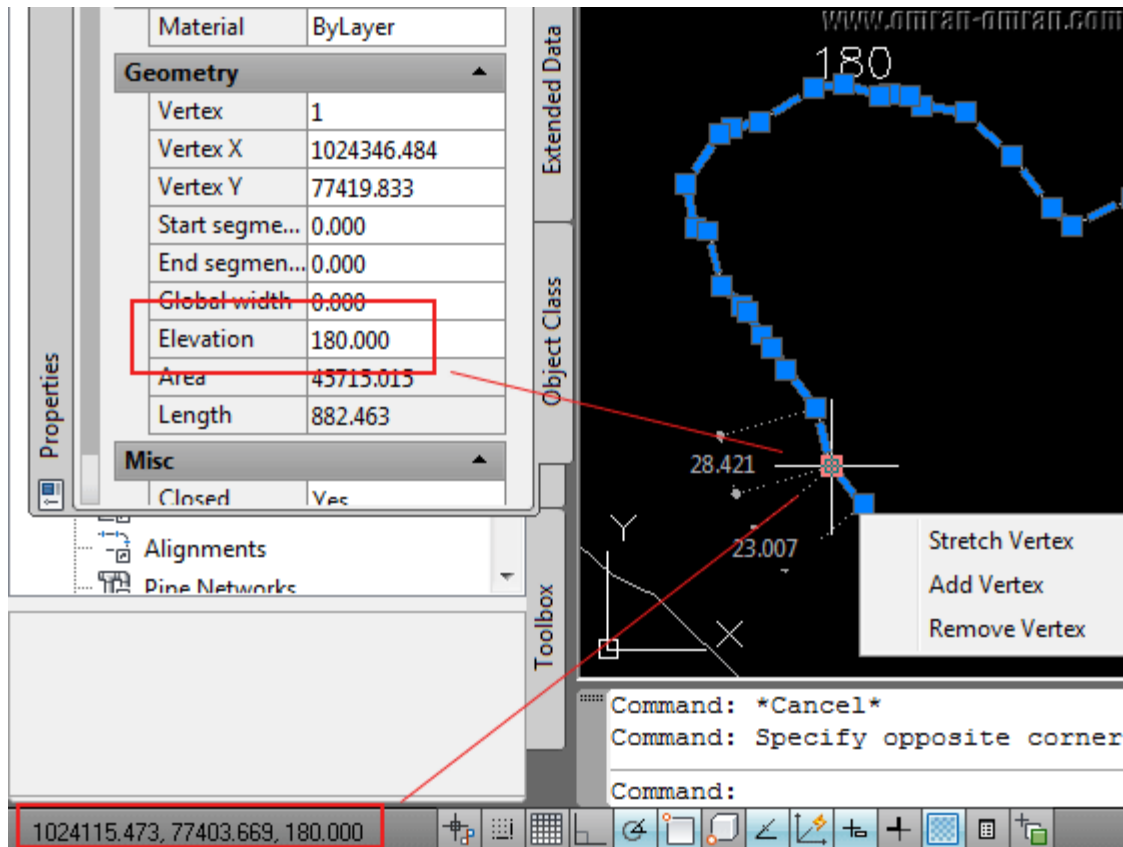 Material ByLayer
Geometry
Vertex 1
Vertex X 1024346.484
Vertex Y 77419.833
Start segme... 0.000
End segmen... 0.000
Global width 0.000
Elevation 180.000
Area 45715.015
Length 882.463
Misc
Closed Yes
Properties
Alignments
Pipe Networks
Extended Data
Object Class
Toolbox
www.omran-omran.com
180
28.421
23.007
Y
X
Stretch Vertex
Add Vertex
Remove Vertex
Command: *Cancel*
Command: Specify opposite corner
Command:
1024115.473, 77403.669, 180.000